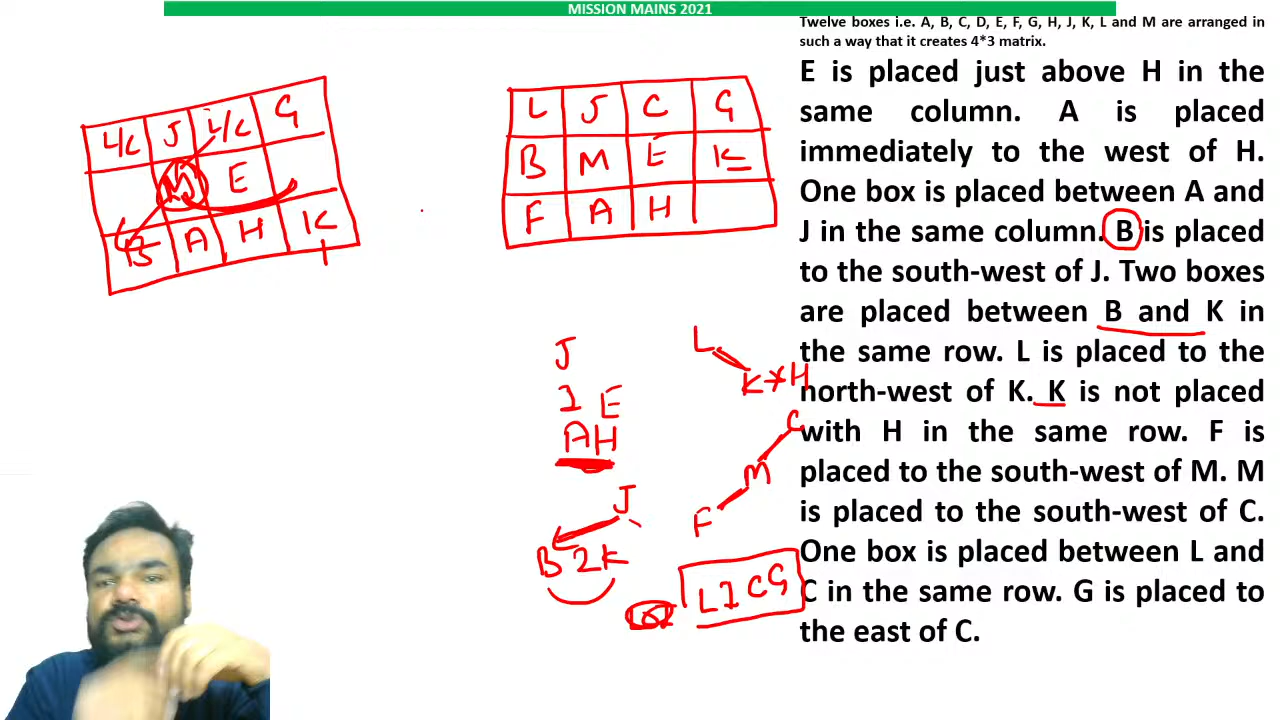 MISSION MAINS 2021
Twelve boxes i.e. A, B, C, D, E, F, G, H, J, K, L and M are arranged in
such a way that it creates 4*3 matrix.
E is placed just above H in the
same column. A is placed
immediately to the west of H.
One box is placed between A and
J in the same column. B is placed
to the south-west of J. Two boxes
are placed between B and K in
the same row. L is placed to the
north-west of K. K is not placed
with H in the same row. F is
placed to the south-west of M. M
is placed to the south-west of C.
One box is placed between L and
C in the same row. G is placed to
the east of C.
L/C J L/C G
M E
B A H K
L J C G
B M E K
F A H
J
1 E
A H
J
B 2 K
L
K H
C
M
F
L 1 C G